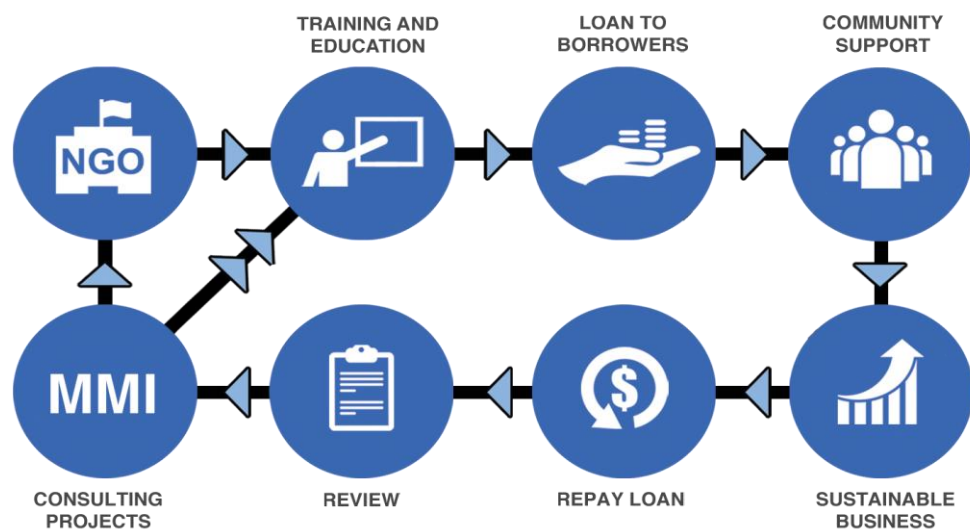 TRAINING AND
EDUCATION
LOAN TO
BORROWERS
COMMUNITY
SUPPORT
NGO
MMI
$
CONSULTING
PROJECTS
REVIEW
REPAY LOAN
SUSTAINABLE
BUSINESS